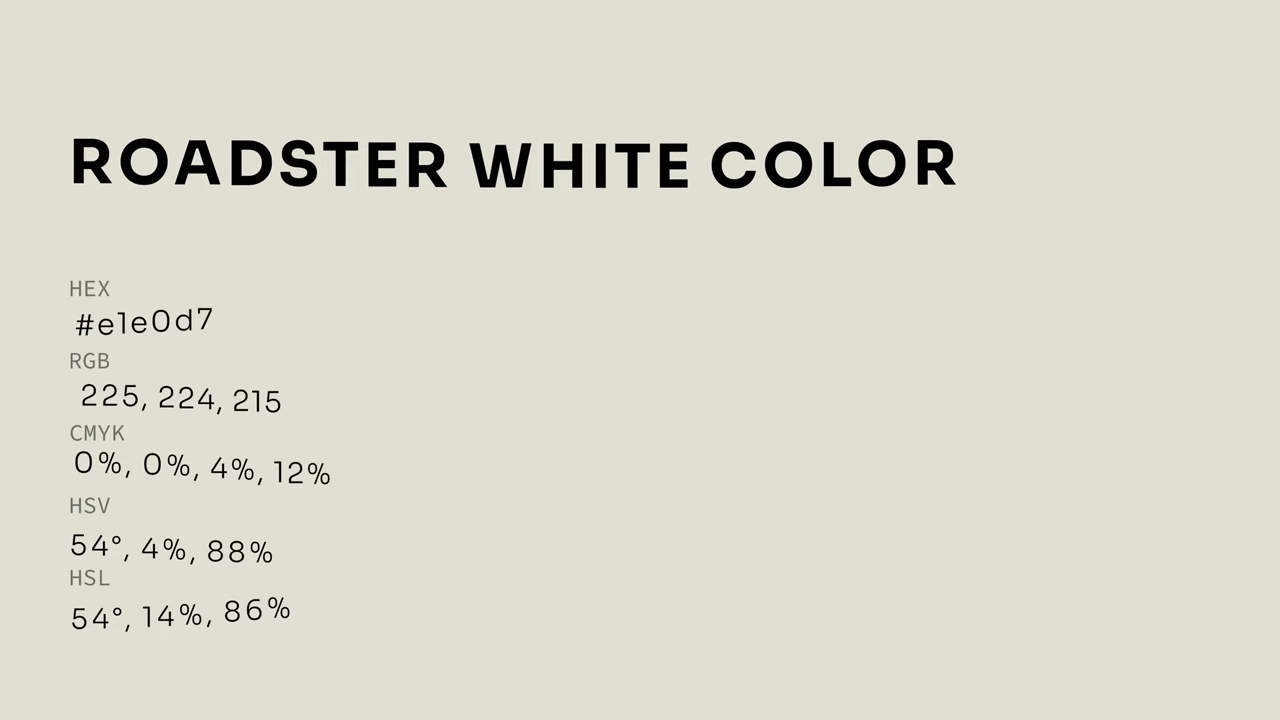 ROADSTER WHITE COLOR
HEX
#e1e0d7
RGB
225, 224, 215
CMYK
0%, 0%, 4%, 12%
HSV
54°, 4%, 88%
HSL
54°, 14%, 86%